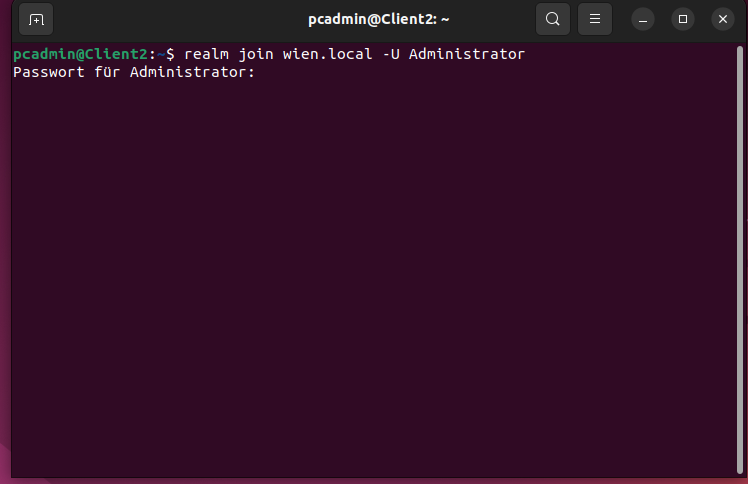 pcadmin@Client2: ~
pcadmin@Client2:~$ realm join wien.local -U Administrator
Passwort für Administrator: